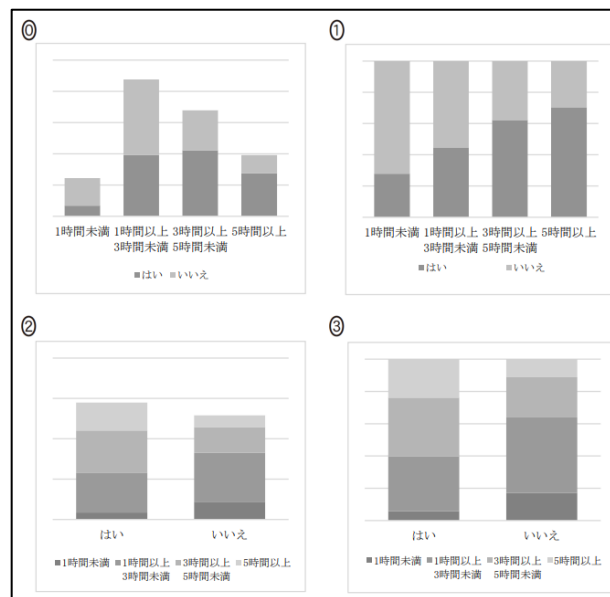 ⓪
1時間未満 1時間以上 3時間以上 5時間以上
3時間未満 5時間未満
■はい ■いいえ
①
1時間未満 1時間以上 3時間以上 5時間以上
3時間未満 5時間未満
■はい ■いいえ
②
はい いいえ
■1時間未満 ■1時間以上 ■3時間以上 ■5時間以上
3時間未満 5時間未満
③
はい いいえ
■1時間未満 ■1時間以上 ■3時間以上 ■5時間以上
3時間未満 5時間未満